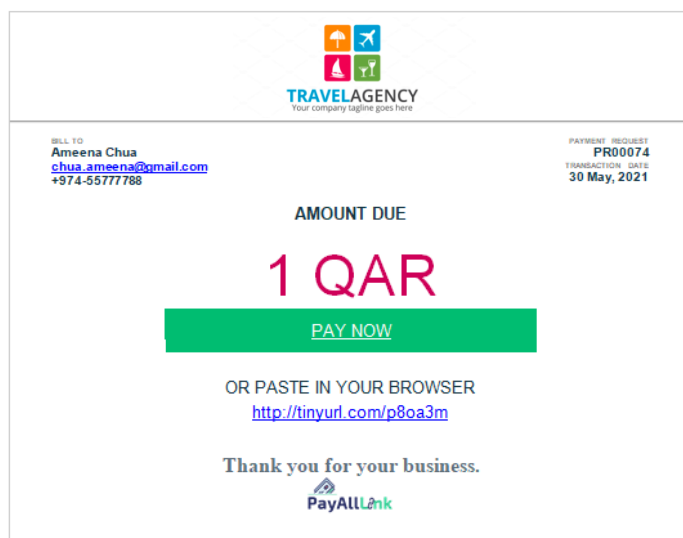 TRAVELAGENCY
Your company tagline goes here
BILL TO
Ameena Chua
chua.ameena@gmail.com
+974-55777788
PAYMENT REQUEST
PR00074
TRANSACTION DATE
30 May, 2021
AMOUNT DUE
1 QAR
PAY NOW
OR PASTE IN YOUR BROWSER
http://tinyurl.com/p8oa3m
Thank you for your business.
PayAllLink